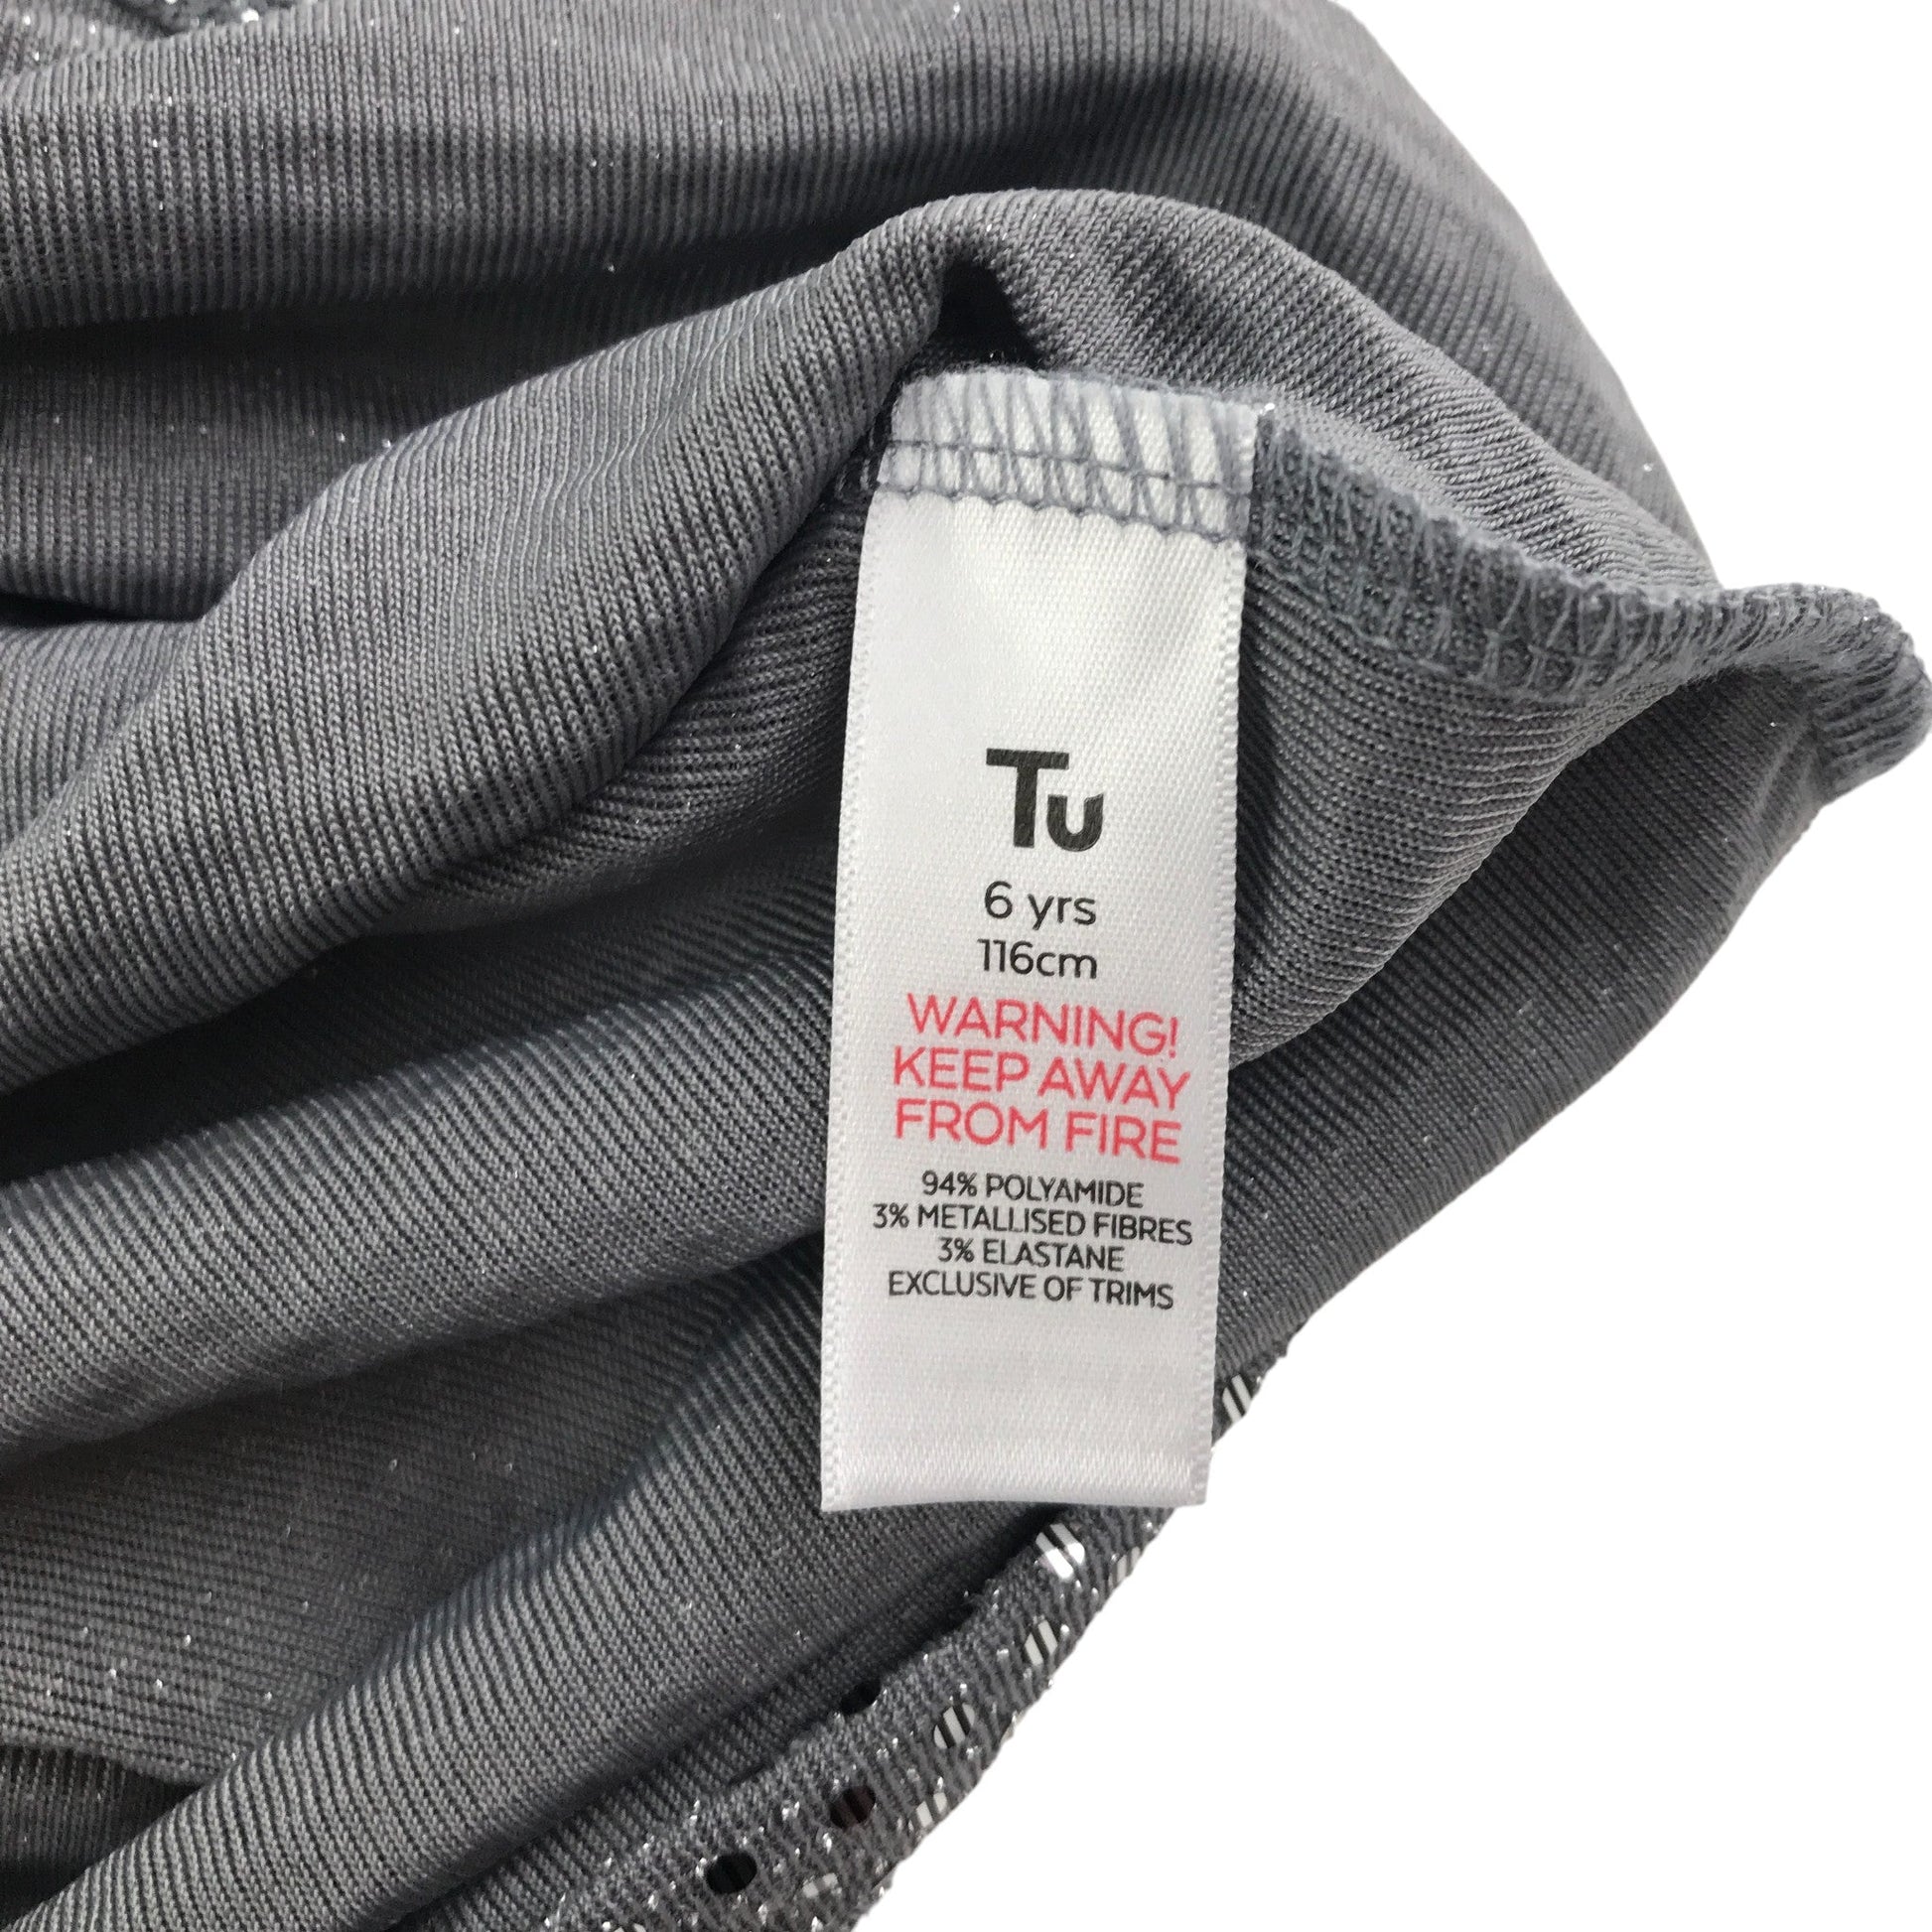 Tu
6 yrs
116cm
WARNING!
KEEP AWAY
FROM FIRE
94% POLYAMIDE
3% METALLISED FIBRES
3% ELASTANE
EXCLUSIVE OF TRIMS